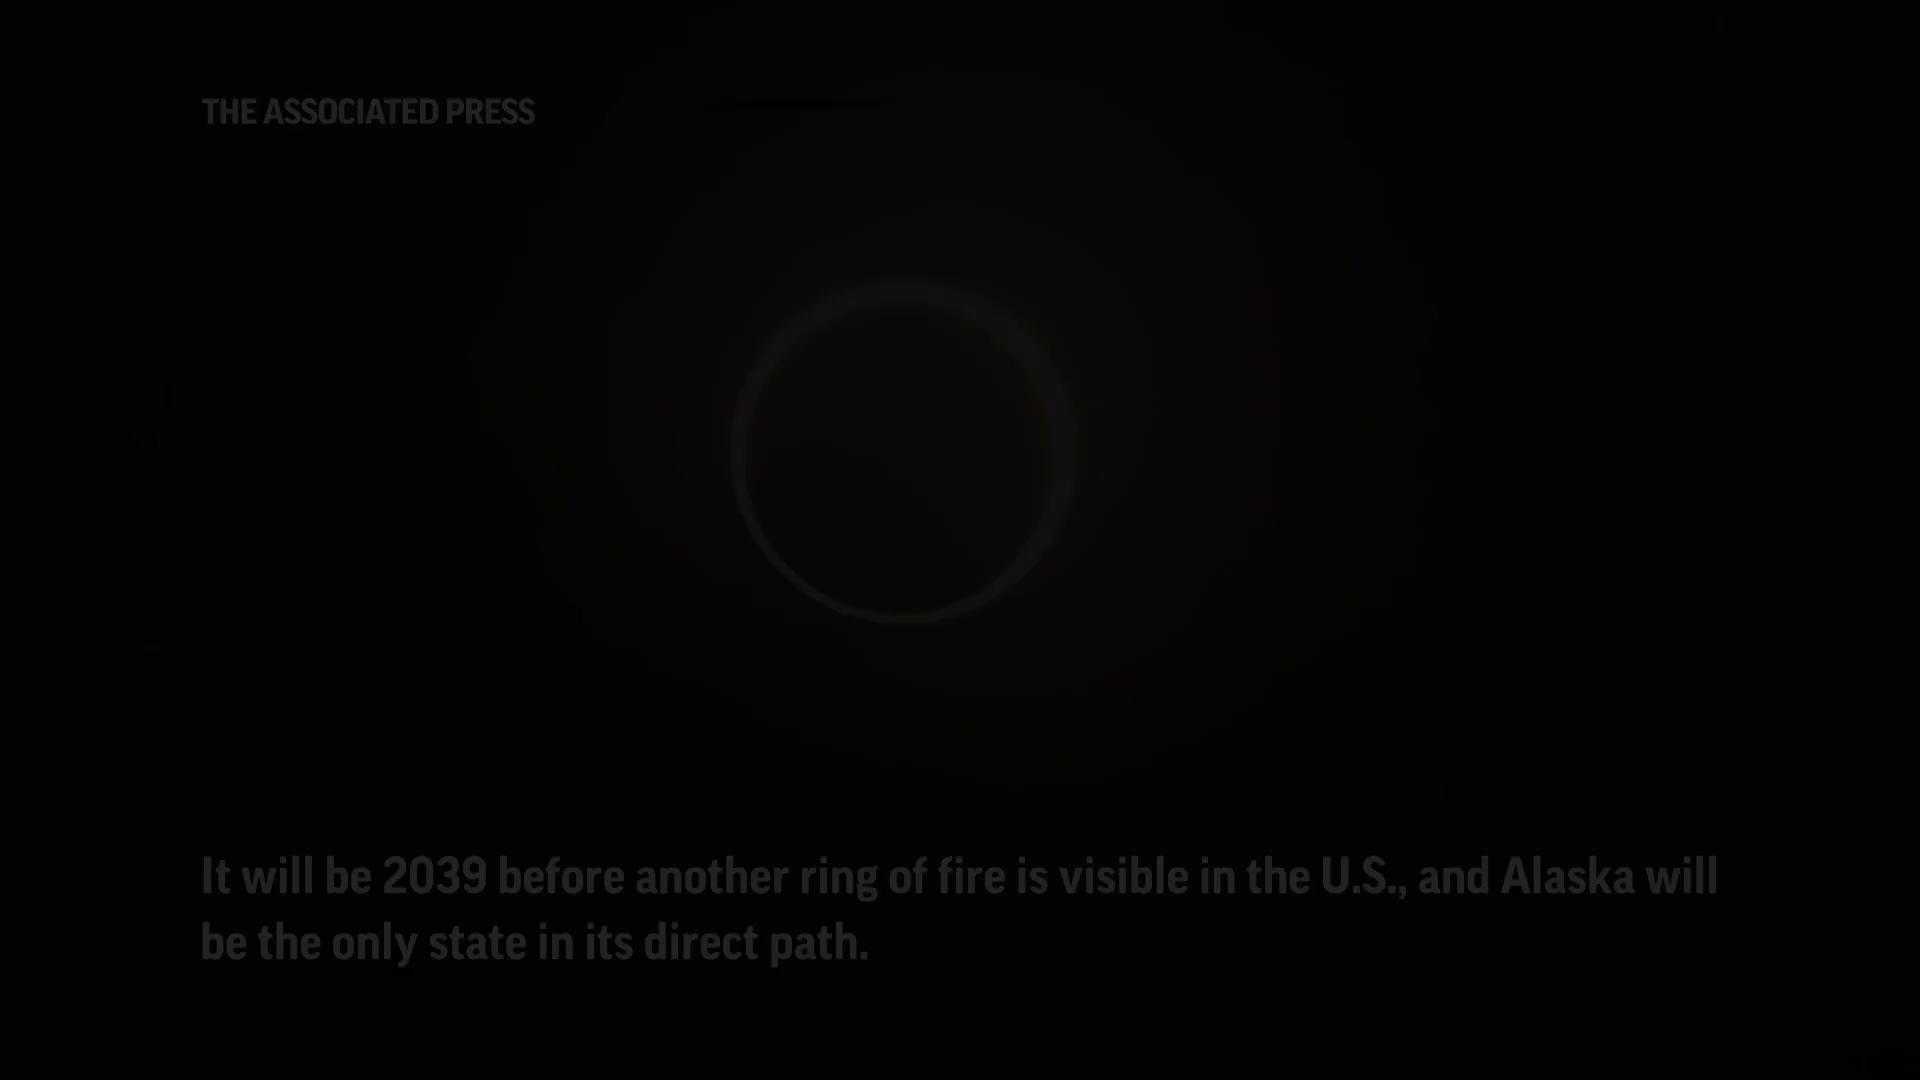 THE ASSOCIATED PRESS
It will be 2039 before another ring of fire is visible in the U.S., and Alaska will
be the only state in its direct path.